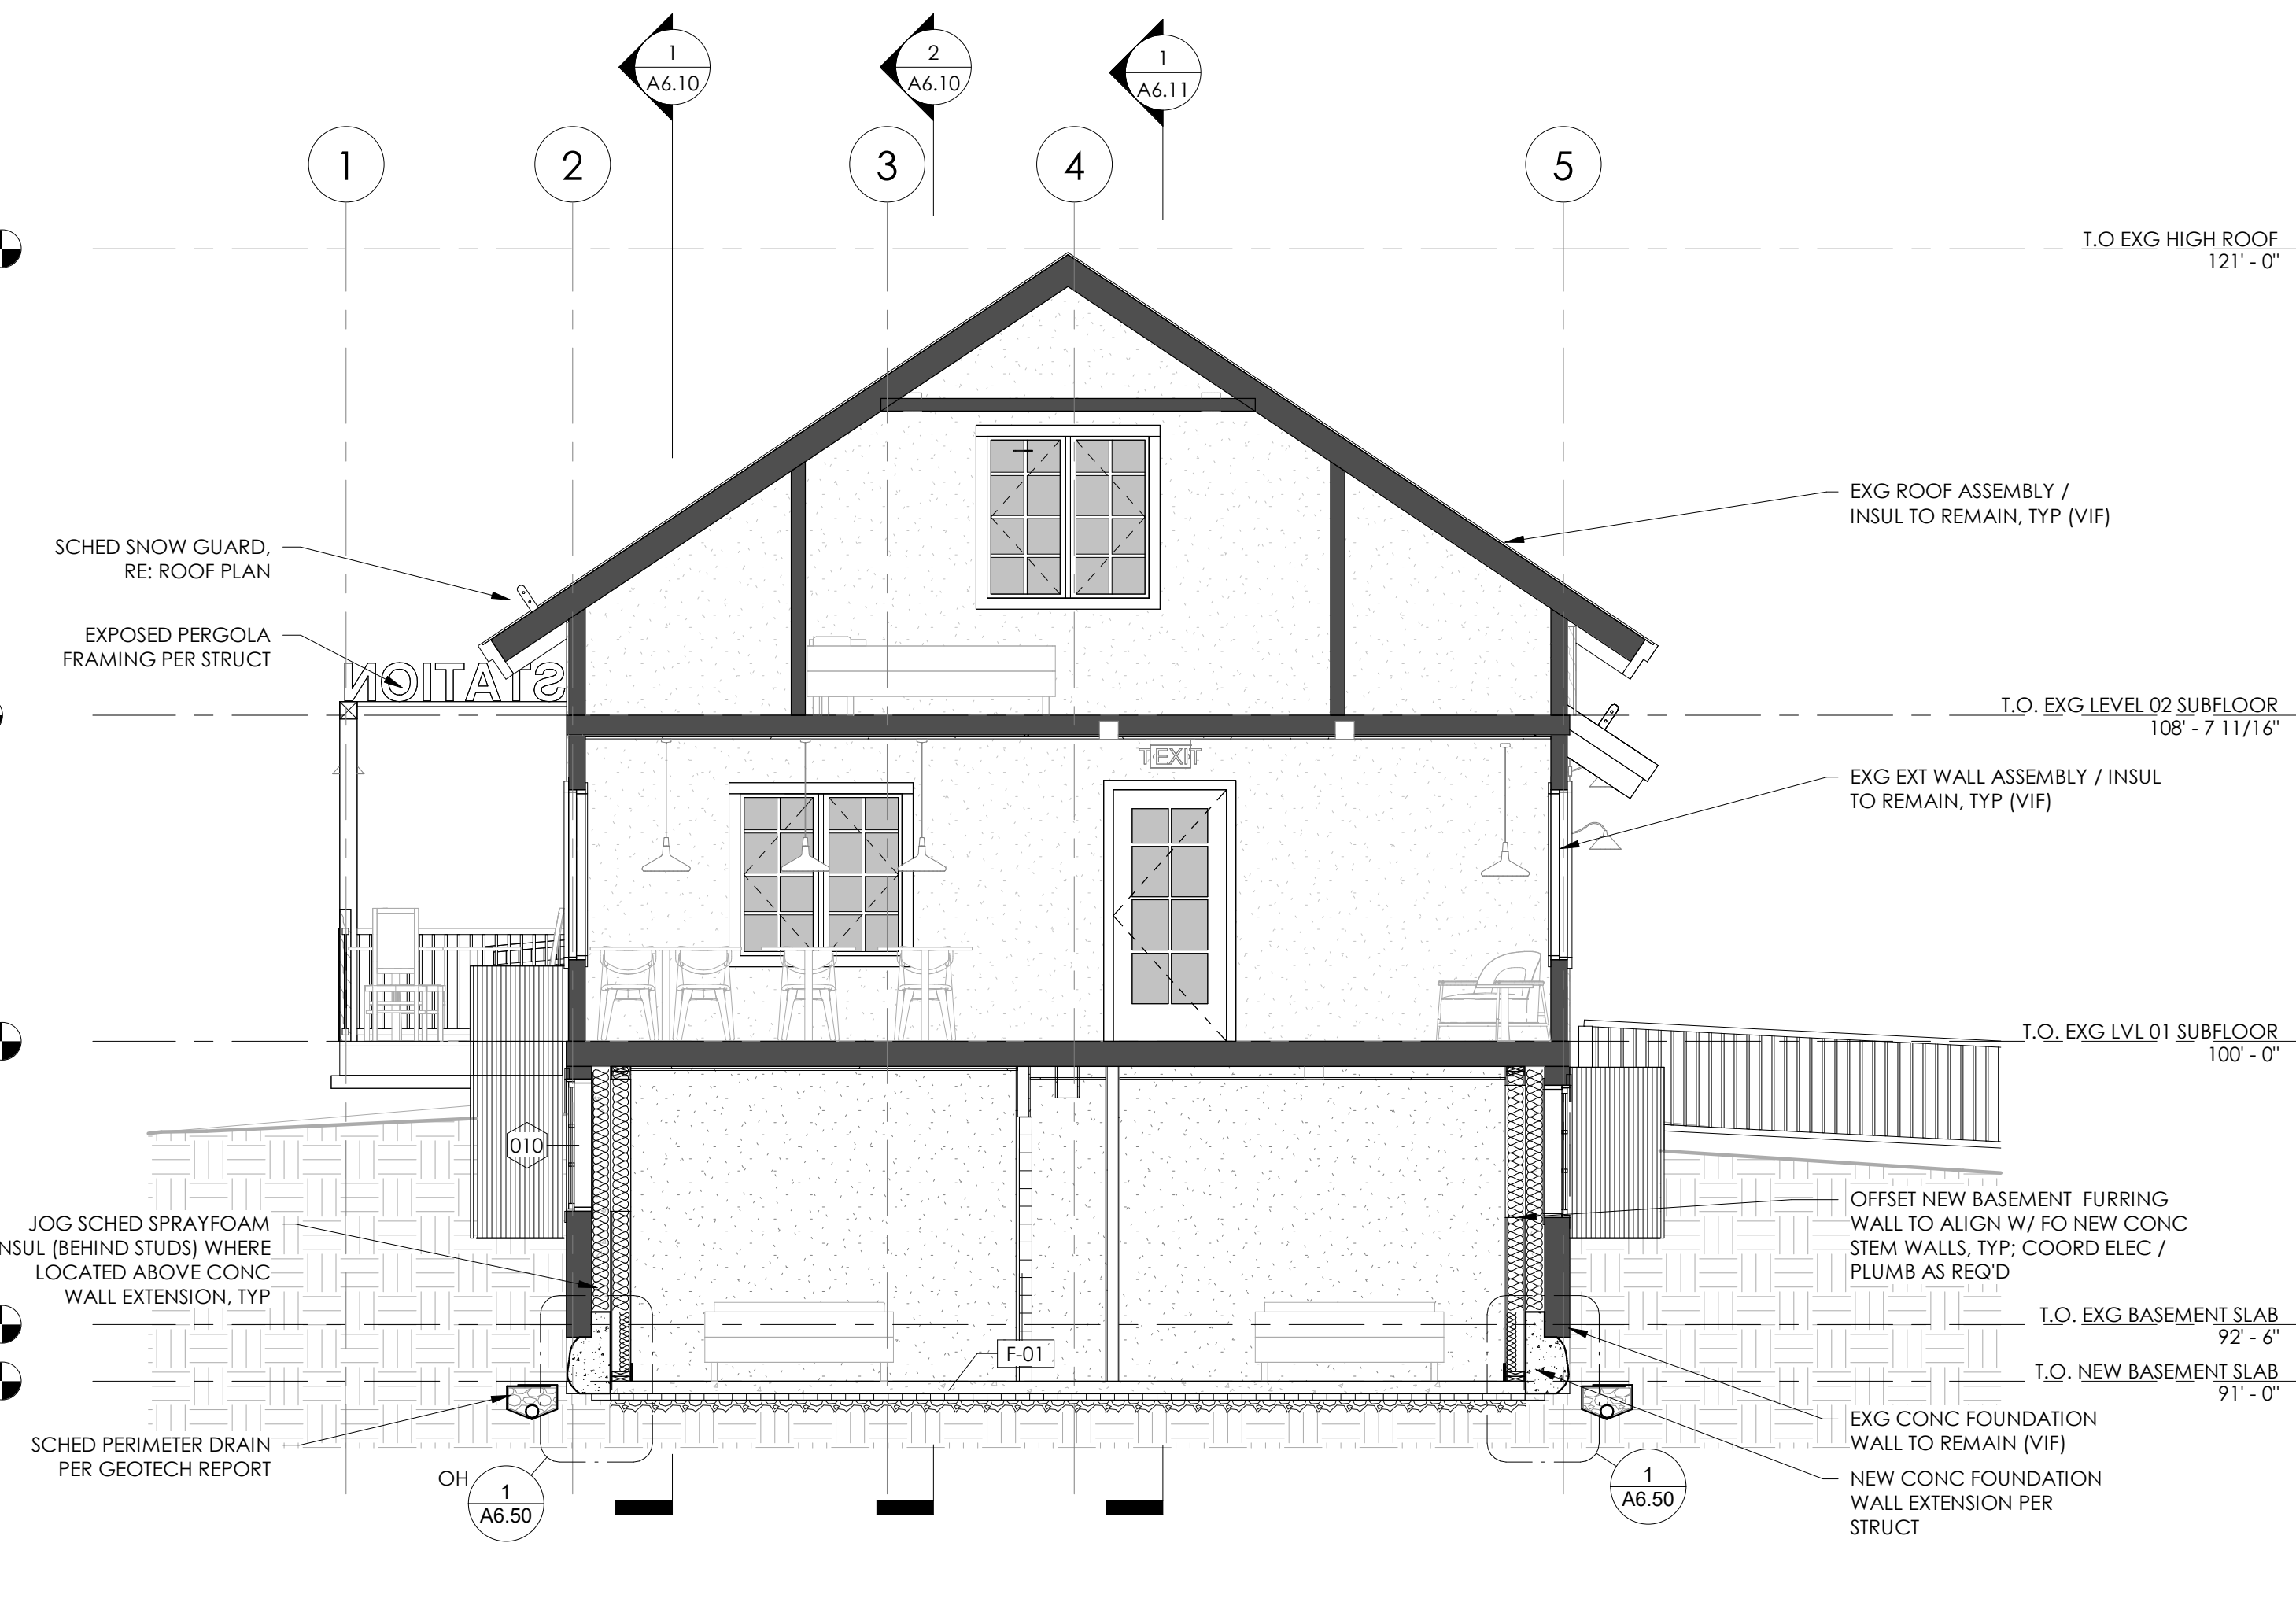 1
A6.10
2
A6.10
1
A6.11
1
2
3
4
5
T.O EXG HIGH ROOF
121' - 0"
EXG ROOF ASSEMBLY /
INSUL TO REMAIN, TYP (VIF)
SCHED SNOW GUARD,
RE: ROOF PLAN
EXPOSED PERGOLA
FRAMING PER STRUCT
STATION
T.O. EXG LEVEL 02 SUBFLOOR
108' - 7 11/16"
EXIT
EXG EXT WALL ASSEMBLY / INSUL
TO REMAIN, TYP (VIF)
T.O. EXG LVL 01 SUBFLOOR
100' - 0"
010
JOG SCHED SPRAYFOAM
NSUL (BEHIND STUDS) WHERE
LOCATED ABOVE CONC
WALL EXTENSION, TYP
OFFSET NEW BASEMENT FURRING
WALL TO ALIGN W/ FO NEW CONC
STEM WALLS, TYP; COORD ELEC /
PLUMB AS REQ'D
T.O. EXG BASEMENT SLAB
92' - 6"
F-01
T.O. NEW BASEMENT SLAB
91' - 0"
SCHED PERIMETER DRAIN
PER GEOTECH REPORT
EXG CONC FOUNDATION
WALL TO REMAIN (VIF)
OH
1
A6.50
1
A6.50
NEW CONC FOUNDATION
WALL EXTENSION PER
STRUCT